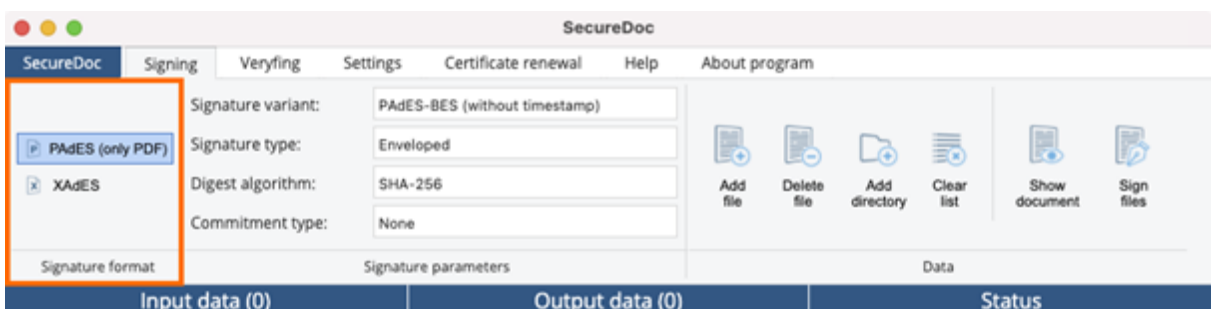 SecureDoc
SecureDoc Signing Veryfing Settings Certificate renewal Help About program
Signature variant: PAdES-BES (without timestamp)
PAdES (only PDF) Signature type: Enveloped
XAdES Digest algorithm: SHA-256
Commitment type: None
Add file
Delete file
Add directory
Clear list
Show document
Sign files
Signature format Signature parameters Data
Input data (0) Output data (0) Status